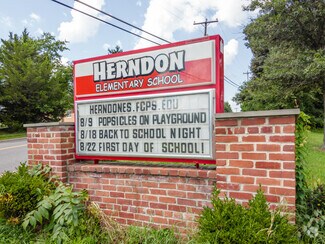 HERNDON
ELEMENTARY SCHOOL
HERNDONES.FCPS.EDU
8/9 POPSICLES ON PLAYGROUND
8/18 BACK TO SCHOOL NIGHT
8/22 FIRST DAY OF SCHOOL!